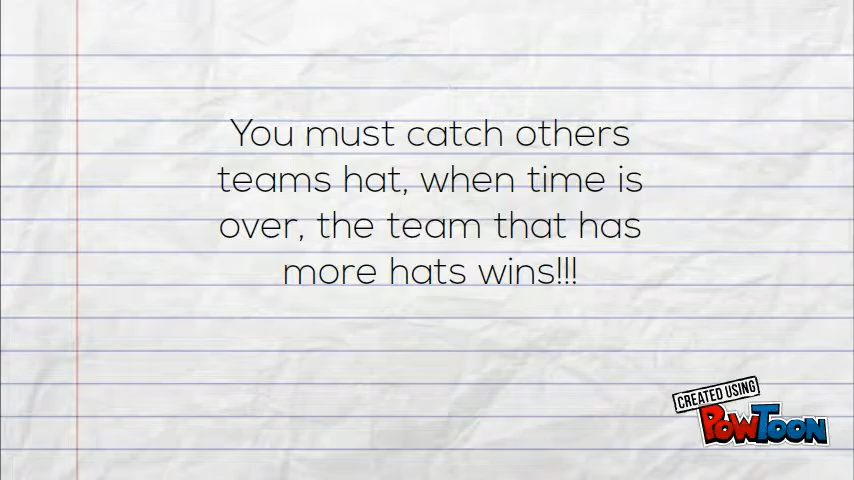 You must catch others
teams hat, when time is
over, the team that has
more hats wins!!!
CREATED USING
POWTOON